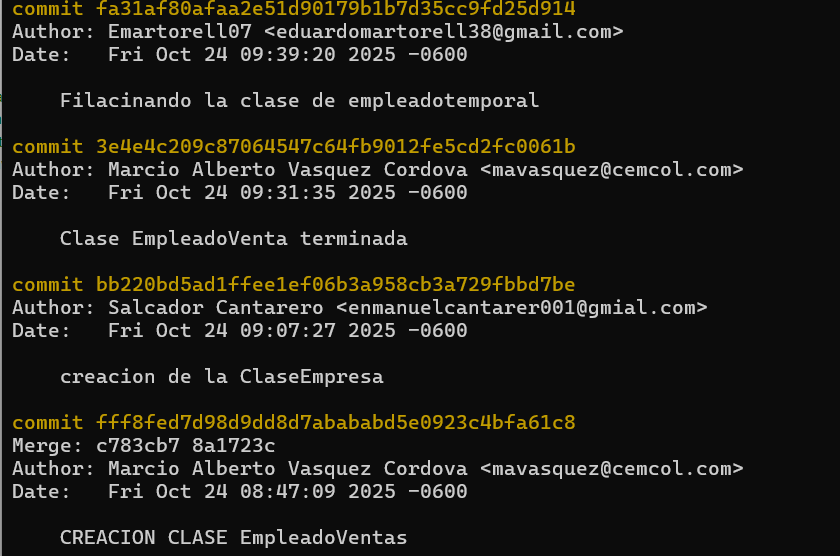 commit fa31af80afaa2e51d90179b1b7d35cc9fd25d914
Author: Emartorell07 <eduardomartorell38@gmail.com>
Date:   Fri Oct 24 09:39:20 2025 -0600
Filacinando la clase de empleadotemporal
commit 3e4e4c209c87064547c64fb9012fe5cd2fc0061b
Author: Marcio Alberto Vasquez Cordova <mavasquez@cemcol.com>
Date:   Fri Oct 24 09:31:35 2025 -0600
Clase EmpleadoVenta terminada
commit bb220bd5ad1ffee1ef06b3a958cb3a729fbbd7be
Author: Salcador Cantarero <enmanuelcantarer001@gmial.com>
Date:   Fri Oct 24 09:07:27 2025 -0600
creacion de la ClaseEmpresa
commit fff8fed7d98d9dd8d7abababd5e0923c4bfa61c8
Merge: c783cb7 8a1723c
Author: Marcio Alberto Vasquez Cordova <mavasquez@cemcol.com>
Date:   Fri Oct 24 08:47:09 2025 -0600
CREACION CLASE EmpleadoVentas